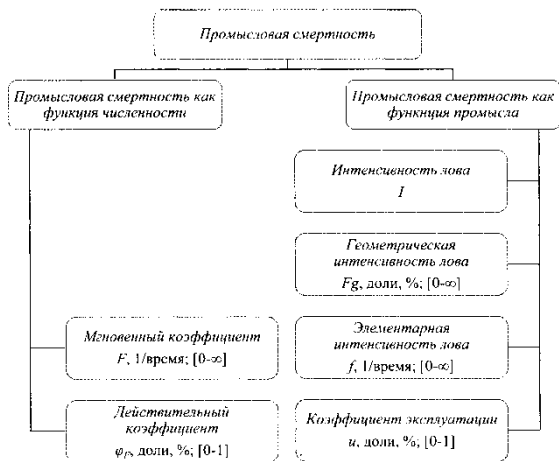 Промысловая смертность
Промысловая смертность как
функция численности
Промысловая смертность как
функнция промысла
Интенсивность лова
I
Геометрическая
интенсивность лова
Fg, доли, %; [0-∞]
Мгновенный коэффициент
F, 1/время; [0-∞]
Элементарная
интенсивность лова
f, 1/время; [0-∞]
Действительный
коэффициент
φF, доли, %; [0-1]
Коэффициент эксплуатации
u, доли, %; [0-1]